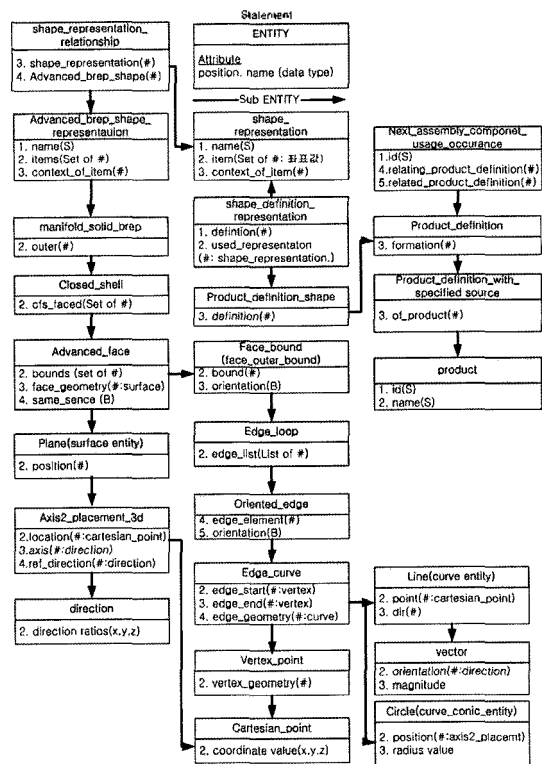 Statement
ENTITY
Attribute
position. name (data type)
Sub ENTITY
shape_representation_
relationship
3. shape_representation(#)
4. Advanced_brep_shape(#)
Advanced_brep_shape_
representauion
1. name(S)
2. items(Set of #)
3. context_of_item(#)
manifold_solid_brep
2. outer(#)
Closed_shell
2. cfs_faced(Set of #)
Advanced_face
2. bounds (set of #)
3. face_geometry(#:surface)
4. same_sence (B)
Plane(surface entity)
2. position(#)
Axis2_placement_3d
2.location(#:cartesian_point)
3.axis(#:direction)
4.ref_direction(#:direction)
direction
2. direction ratios(x,y,z)
shape_
representation
1. name(S)
2. item(Set of #: 좌표값)
3. context_of_item(#)
shape_definition_
representation
1. defintion(#)
2. used_representaton
(#: shape_representation.)
Product_definition_shape
3. definition(#)
Face_bound
(face_outer_bound)
2. bound(#)
3. orientation(B)
Edge_loop
2. edge_list(List of #)
Oriented_edge
4. edge_element(#)
5. orientation(B)
Edge_curve
2. edge_start(#:vertex)
3. edge_end(#:vertex)
4. edge_geometry(#:curve)
Vertex_point
2. vertex_geometry(#)
Cartesian_point
2. coordinate value(x,y,z)
Next_assembly_componet_
usage_occurance
1.id(S)
4.relating_product_definition(#)
5.related_product_definition(#)
Product_definition
3. formation(#)
Product_definition_with_
specified source
3. of_product(#)
product
1. id(S)
2. name(S)
Line(curve entity)
2. point(#:cartesian_point)
3. dir(#)
vector
2. orientation(#:direction)
3. magnitude
Circle(curve_conic_entity)
2. position(#:axis2_placemt)
3. radius value